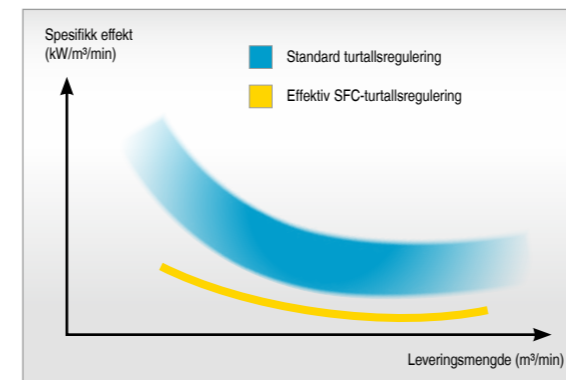 Spesifikk effekt
(kW/m³/min)
Standard turtallsregulering
Effektiv SFC-turtallsregulering
Leveringsmengde (m³/min)